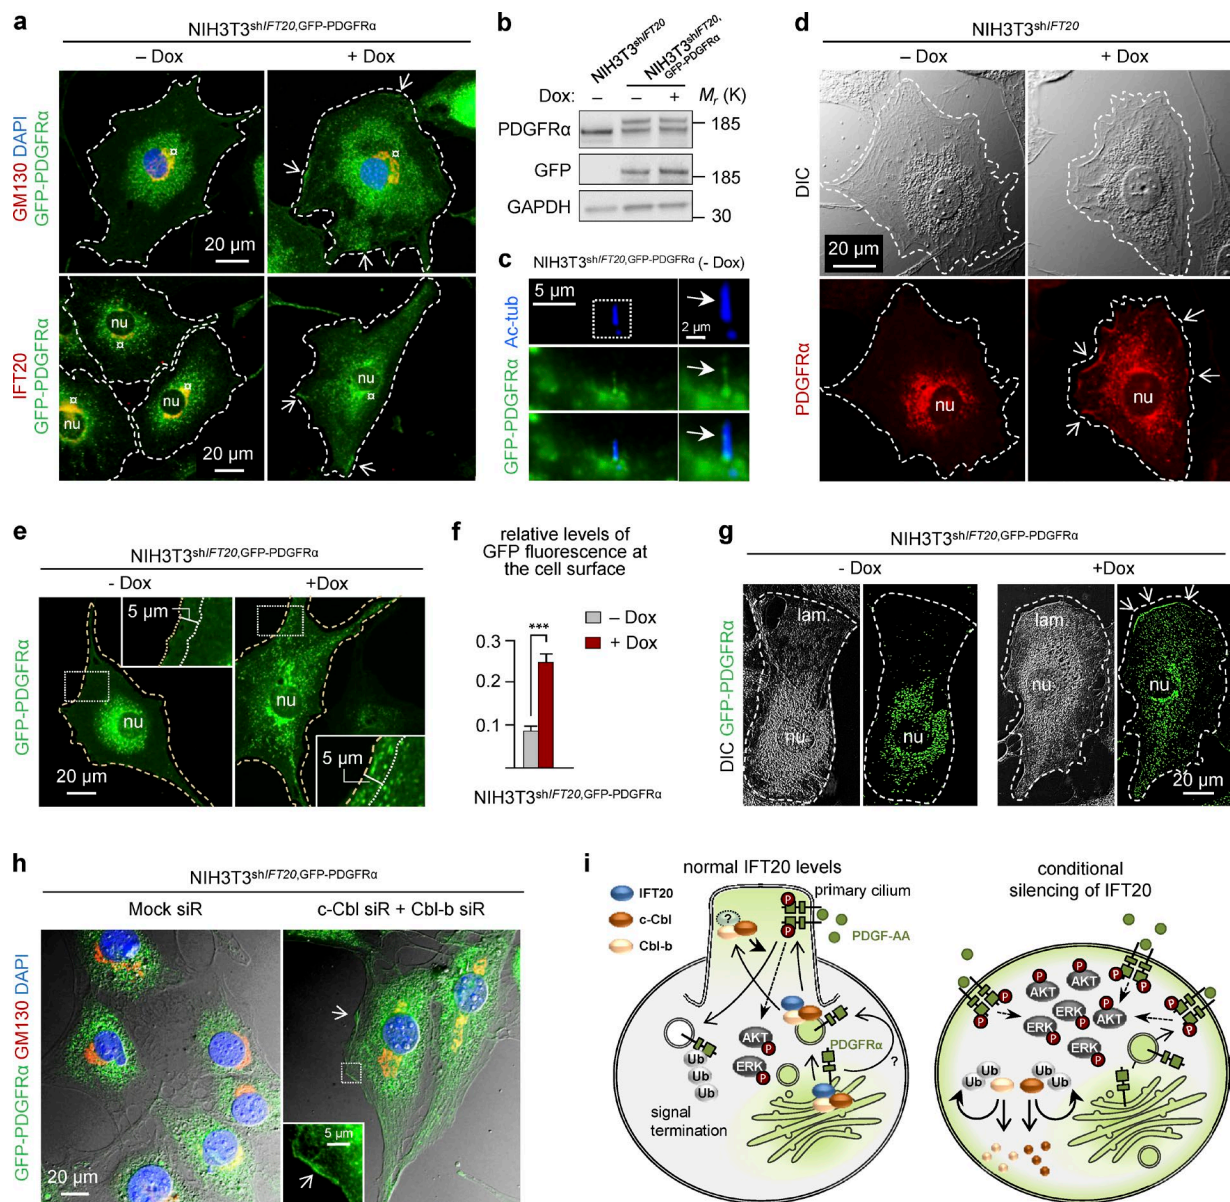 a
NIH3T3shIFT20,GFP-PDGFRα
– Dox
+ Dox
GM130 DAPI
GFP-PDGFRα
¤
¤
20 µm
20 µm
IFT20
GFP-PDGFRα
nu
¤
¤
nu
¤
nu
nu
¤
20 µm
20 µm
b
NIH3T3shIFT20
NIH3T3shIFT20,
GFP-PDGFRα
Dox:
–
–
+
Mr (K)
PDGFRα
185
GFP
185
GAPDH
30
c
NIH3T3shIFT20,GFP-PDGFRα (- Dox)
5 µm
2 µm
Ac-tub
GFP-PDGFRα
d
NIH3T3shIFT20
– Dox
+ Dox
DIC
20 µm
PDGFRα
nu
nu
e
NIH3T3shIFT20,GFP-PDGFRα
- Dox
+Dox
GFP-PDGFRα
5 µm
nu
nu
5 µm
20 µm
f
relative levels of
GFP fluorescence at
the cell surface
– Dox
+ Dox
***
0.3
0.2
0.1
NIH3T3shIFT20,GFP-PDGFRα
g
NIH3T3shIFT20,GFP-PDGFRα
- Dox
+Dox
DIC GFP-PDGFRα
lam.
nu
nu
lam.
nu
nu
20 µm
h
NIH3T3shIFT20,GFP-PDGFRα
Mock siR
c-Cbl siR + Cbl-b siR
GFP-PDGFRα GM130 DAPI
20 µm
5 µm
i
normal IFT20 levels
conditional
silencing of IFT20
IFT20
c-Cbl
Cbl-b
?
P
P
primary cilium
PDGF-AA
AKT
P
ERK
P
PDGFRα
?
Ub
Ub
Ub
signal
termination
P
P
P
P
P
P
AKT
P
AKT
P
ERK
P
ERK
P
ERK
P
Ub
Ub
Ub
Ub